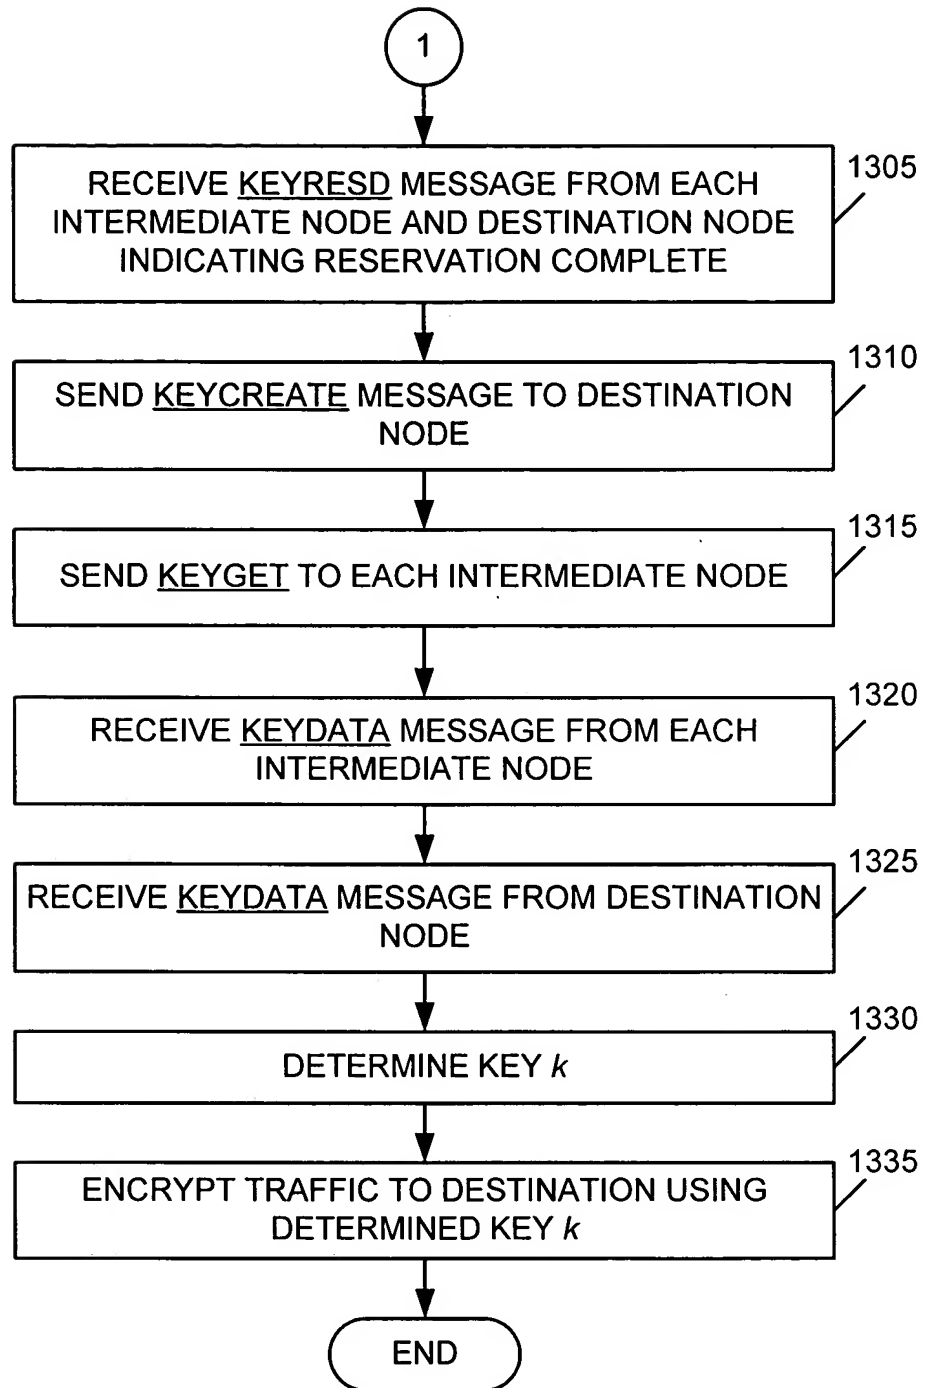 1
RECEIVE KEYRESD MESSAGE FROM EACH
INTERMEDIATE NODE AND DESTINATION NODE
INDICATING RESERVATION COMPLETE
1305
SEND KEYCREATE MESSAGE TO DESTINATION
NODE
1310
SEND KEYGET TO EACH INTERMEDIATE NODE
1315
RECEIVE KEYDATA MESSAGE FROM EACH
INTERMEDIATE NODE
1320
RECEIVE KEYDATA MESSAGE FROM DESTINATION
NODE
1325
DETERMINE KEY k
1330
ENCRYPT TRAFFIC TO DESTINATION USING
DETERMINED KEY k
1335
END